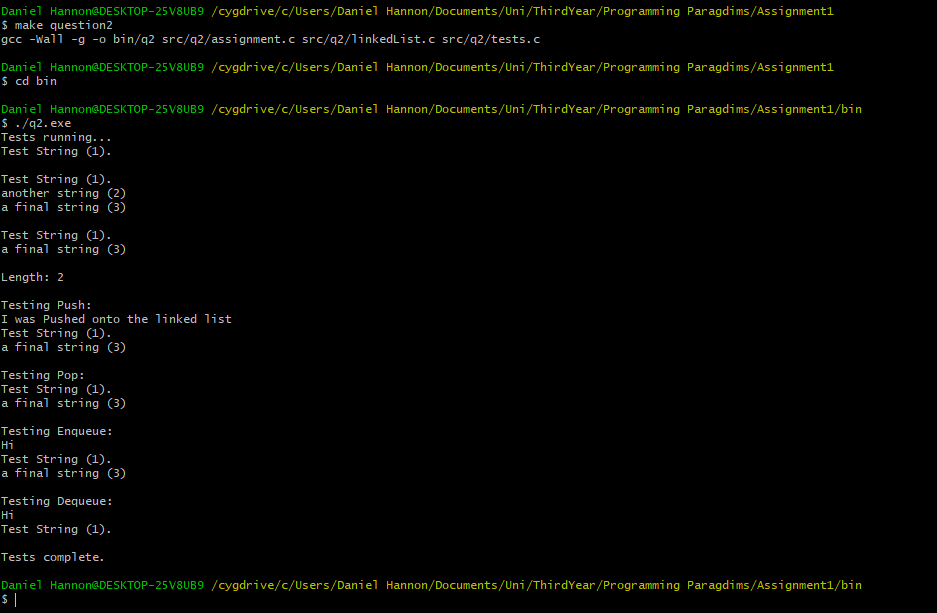 Daniel Hannon@DESKTOP-25V8UB9 /cygdrive/c/Users/Daniel Hannon/Documents/Uni/ThirdYear/Programming Paragdims/Assignment1
$ make question2
gcc -Wall -g -o bin/q2 src/q2/assignment.c src/q2/linkedList.c src/q2/tests.c
Daniel Hannon@DESKTOP-25V8UB9 /cygdrive/c/Users/Daniel Hannon/Documents/Uni/ThirdYear/Programming Paragdims/Assignment1
$ cd bin
Daniel Hannon@DESKTOP-25V8UB9 /cygdrive/c/Users/Daniel Hannon/Documents/Uni/ThirdYear/Programming Paragdims/Assignment1/bin
$ ./q2.exe
Tests running...
Test String (1).
Test String (1).
another string (2)
a final string (3)
Test String (1).
a final string (3)
Length: 2
Testing Push:
I was Pushed onto the linked list
Test String (1).
a final string (3)
Testing Pop:
Test String (1).
a final string (3)
Testing Enqueue:
Hi
Test String (1).
a final string (3)
Testing Dequeue:
Hi
Test String (1).
Tests complete.
Daniel Hannon@DESKTOP-25V8UB9 /cygdrive/c/Users/Daniel Hannon/Documents/Uni/ThirdYear/Programming Paragdims/Assignment1/bin
$